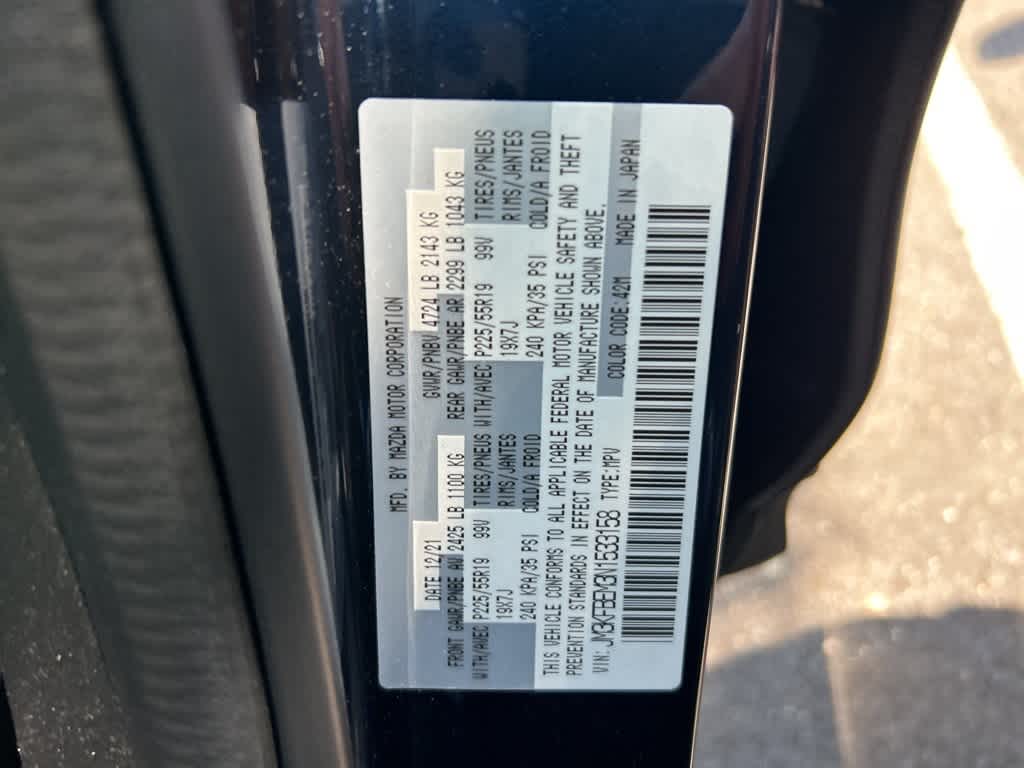 MFD. BY MAZDA MOTOR CORPORATION
DATE 12/21 GVWR/PNBV 4724 LB 2143 KG
FRONT GAWR/PNBE AV 2425 LB 1100 KG REAR GAWR/PNBE AR 2299 LB 1043 KG
WITH/AVEC P225/55R19 99V TIRES/PNEUS WITH/AVEC P225/55R19 99V TIRES/PNEUS
19X7J RIMS/JANTES 19X7J RIMS/JANTES
240 KPA/35 PSI COLD/A FROID 240 KPA/35 PSI COLD/A FROID
THIS VEHICLE CONFORMS TO ALL APPLICABLE FEDERAL MOTOR VEHICLE SAFETY AND THEFT
PREVENTION STANDARDS IN EFFECT ON THE DATE OF MANUFACTURE SHOWN ABOVE.
VIN: JM3KFBEM3N1533158 TYPE:MPV COLOR CODE:42M MADE IN JAPAN